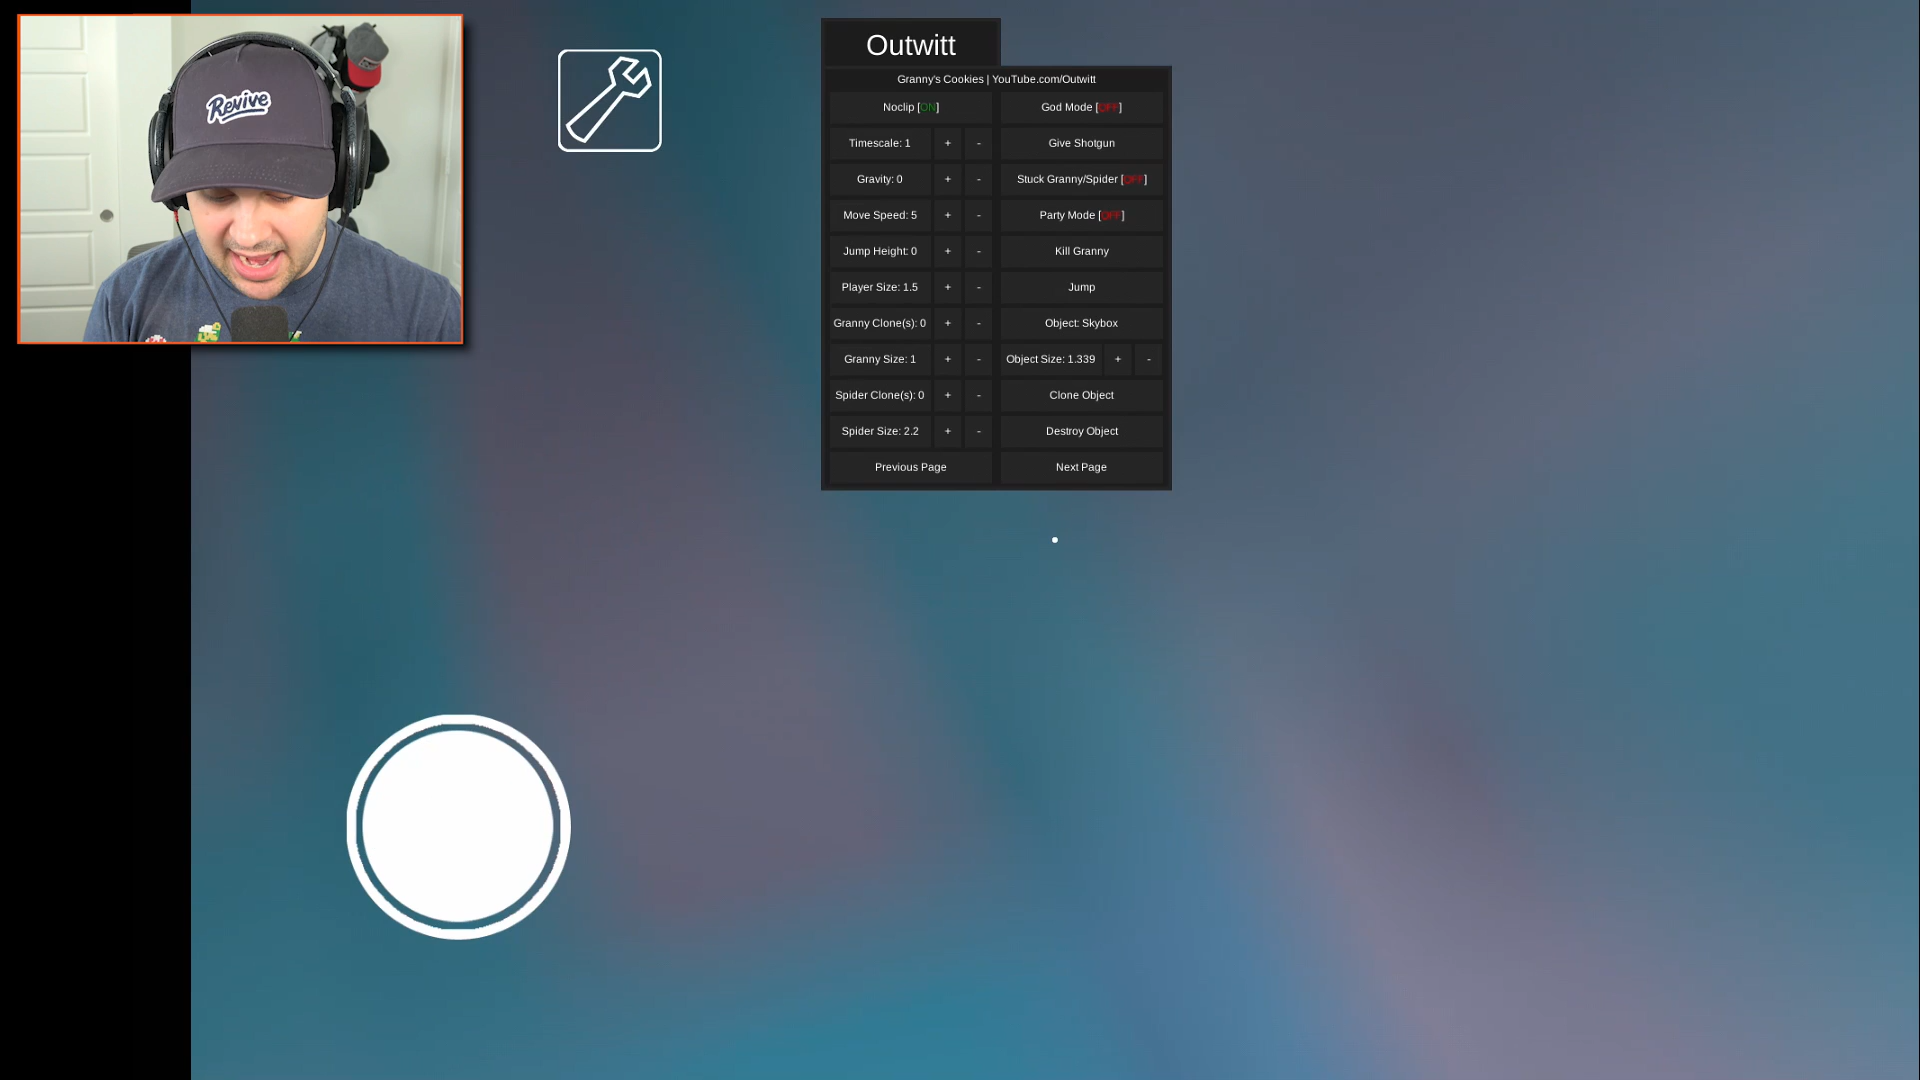 Revive
Outwitt
Granny's Cookies | YouTube.com/Outwitt
Noclip [ON]
God Mode [OFF]
Timescale: 1 + -
Give Shotgun
Gravity: 0 + -
Stuck Granny/Spider [OFF]
Move Speed: 5 + -
Party Mode [OFF]
Jump Height: 0 + -
Kill Granny
Player Size: 1.5 + -
Jump
Granny Clone(s): 0 + -
Object: Skybox
Granny Size: 1 + -
Object Size: 1.339 + -
Spider Clone(s): 0 + -
Clone Object
Spider Size: 2.2 + -
Destroy Object
Previous Page
Next Page